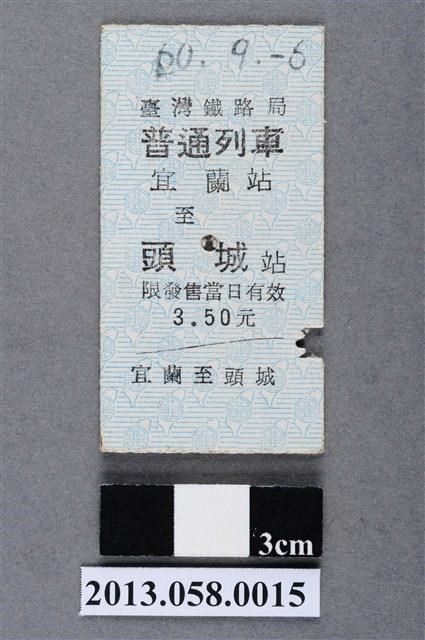 60. 9. -6
臺灣鐵路局
普通列車
宜蘭站
至
頭城站
限發售當日有效
3.50元
宜蘭至頭城
3cm
2013.058.0015